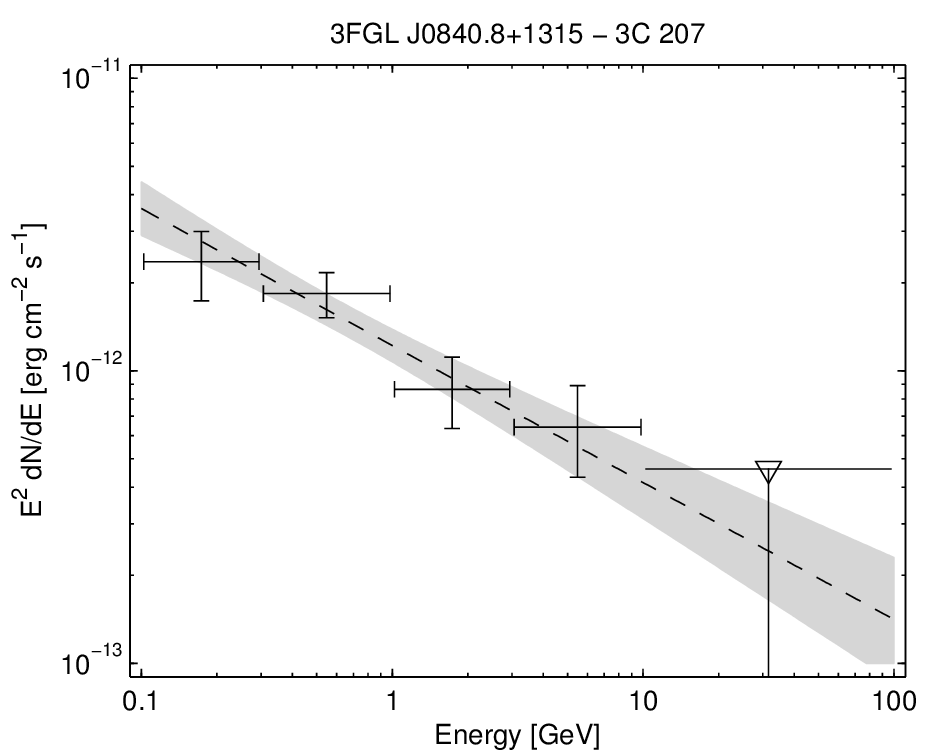 3FGL J0840.8+1315 − 3C 207
10⁻¹¹
10⁻¹²
10⁻¹³
E² dN/dE [erg cm⁻² s⁻¹]
0.1 1 10 100
Energy [GeV]